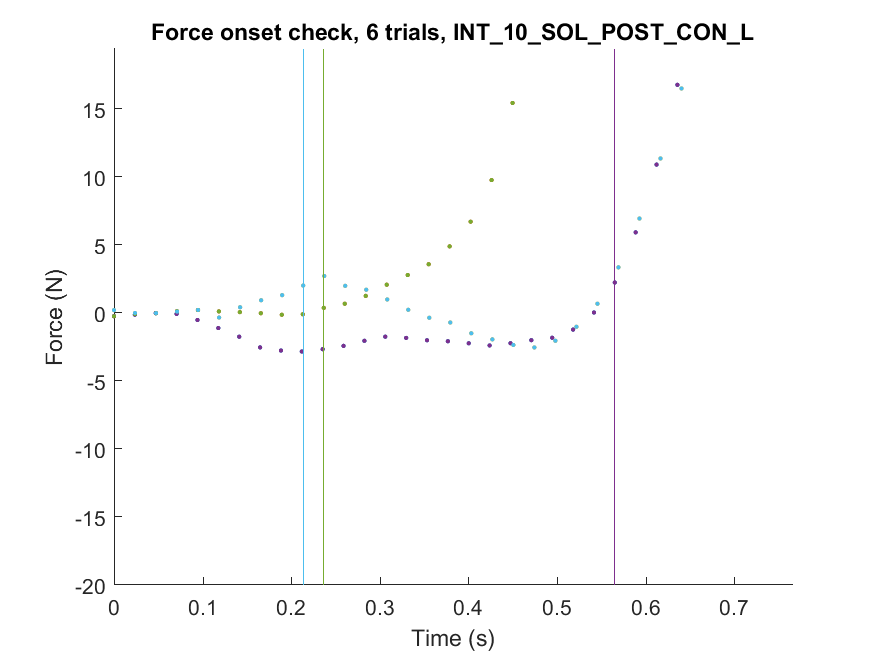 Force onset check, 6 trials, INT_10_SOL_POST_CON_L
15
10
5
0
-5
-10
-15
-20
Force (N)
0 0.1 0.2 0.3 0.4 0.5 0.6 0.7
Time (s)